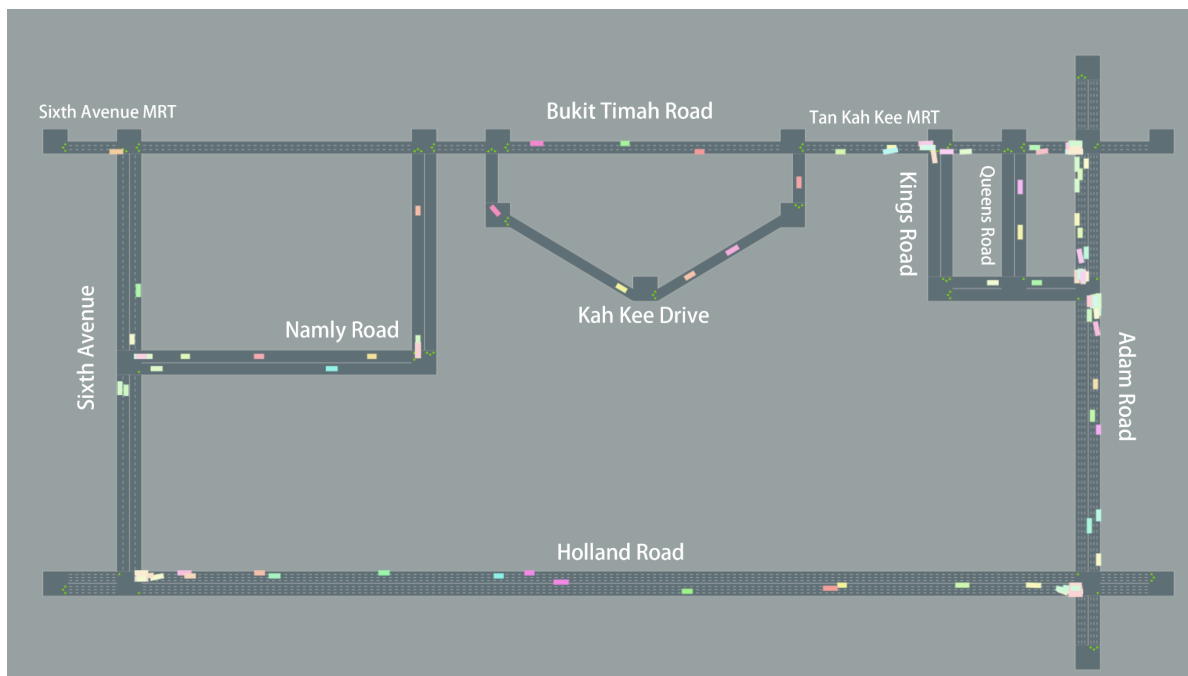 Sixth Avenue MRT
Bukit Timah Road
Tan Kah Kee MRT
Kings Road
Queens Road
Sixth Avenue
Namly Road
Kah Kee Drive
Adam Road
Holland Road